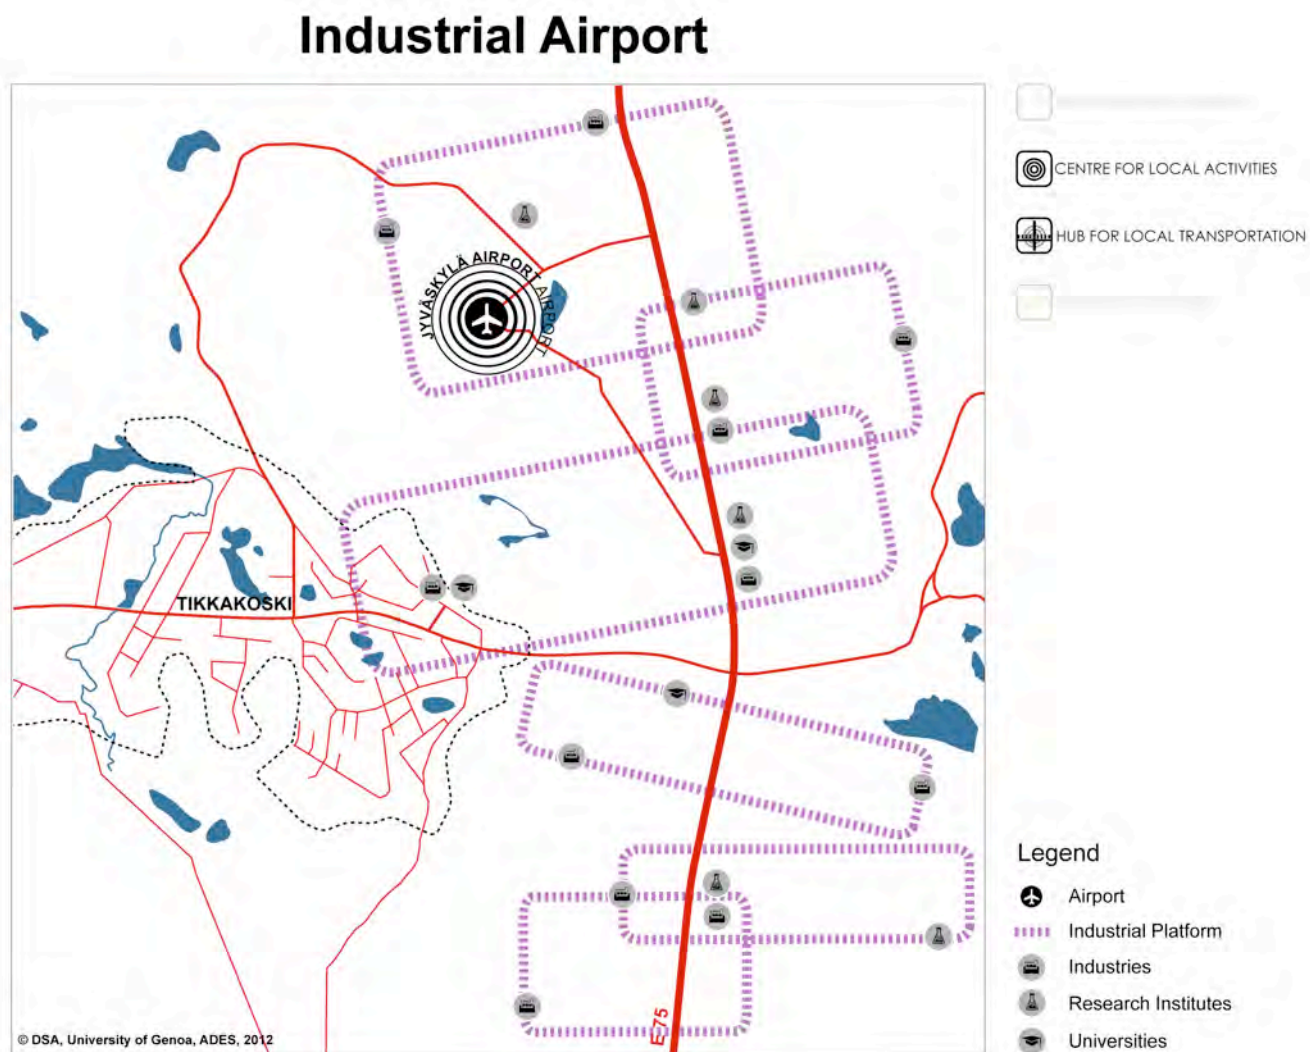 Industrial Airport
CENTRE FOR LOCAL ACTIVITIES
HUB FOR LOCAL TRANSPORTATION
JYVÄSKYLÄ AIRPORT
AIRPORT
TIKKAKOSKI
E 75
Legend
Airport
Industrial Platform
Industries
Research Institutes
Universities
© DSA, University of Genoa, ADES, 2012